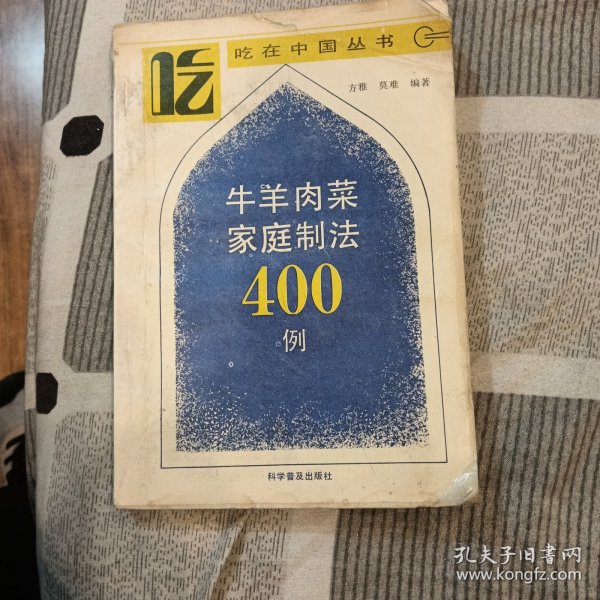 吃
吃在中国丛书
方雅 莫难 编著
牛羊肉菜
家庭制法
400
例
科学普及出版社
孔夫子旧书网
www.kongfz.com